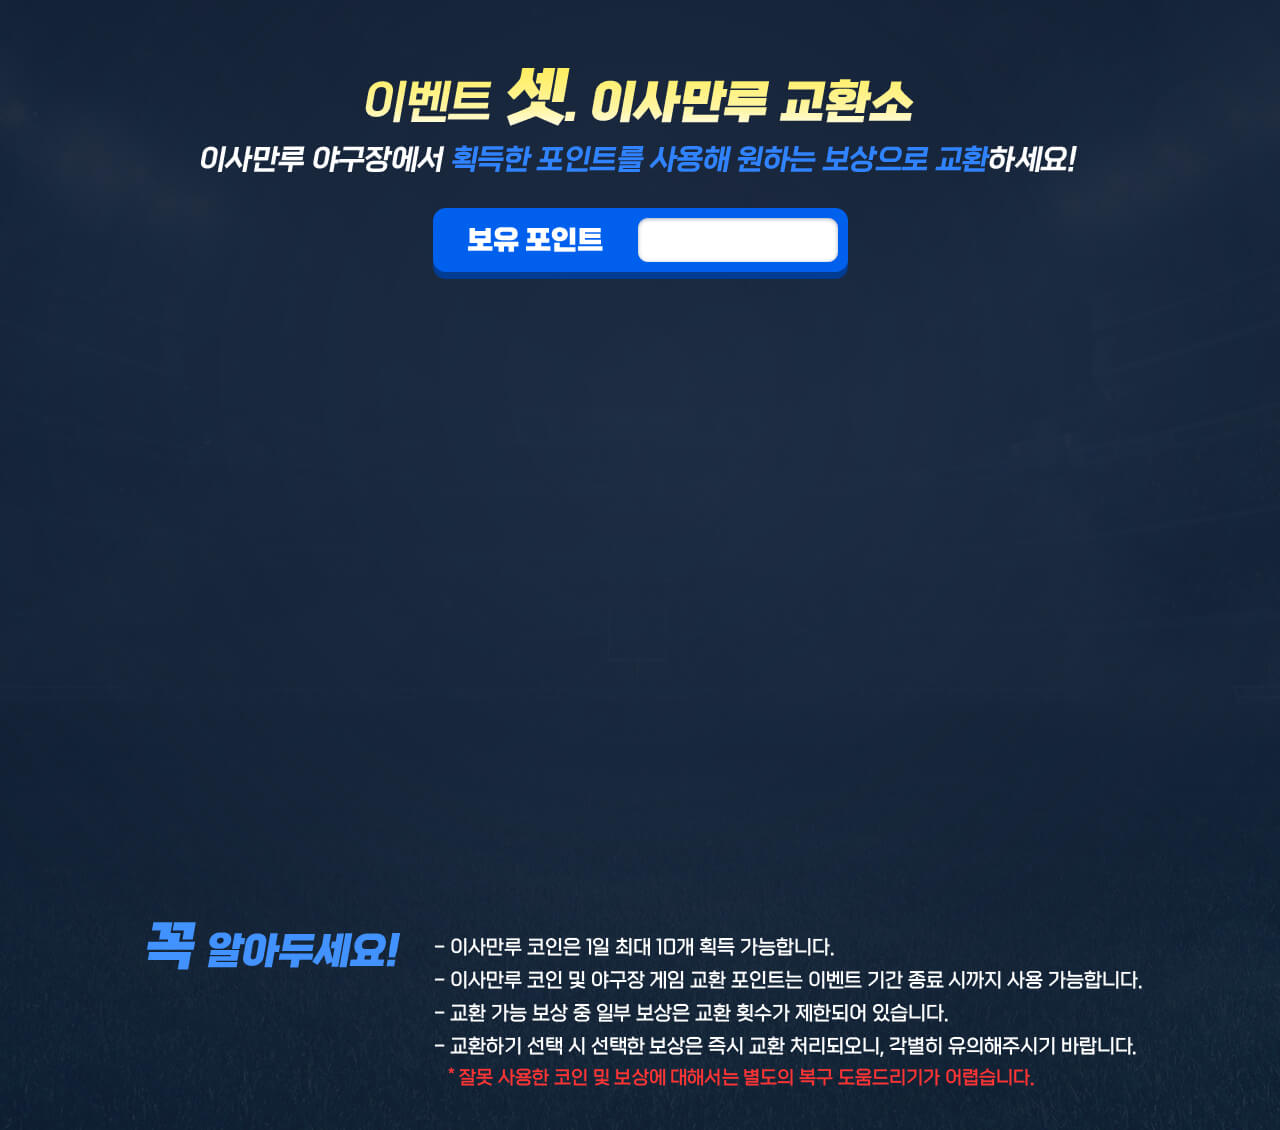 이벤트 셋. 이사만루 교환소
이사만루 야구장에서 획득한 포인트를 사용해 원하는 보상으로 교환하세요!
보유 포인트
꼭 알아두세요!
- 이사만루 코인은 1일 최대 10개 획득 가능합니다.
- 이사만루 코인 및 야구장 게임 교환 포인트는 이벤트 기간 종료 시까지 사용 가능합니다.
- 교환 가능 보상 중 일부 보상은 교환 횟수가 제한되어 있습니다.
- 교환하기 선택 시 선택한 보상은 즉시 교환 처리되오니, 각별히 유의해주시기 바랍니다.
* 잘못 사용한 코인 및 보상에 대해서는 별도의 복구 도움드리기가 어렵습니다.